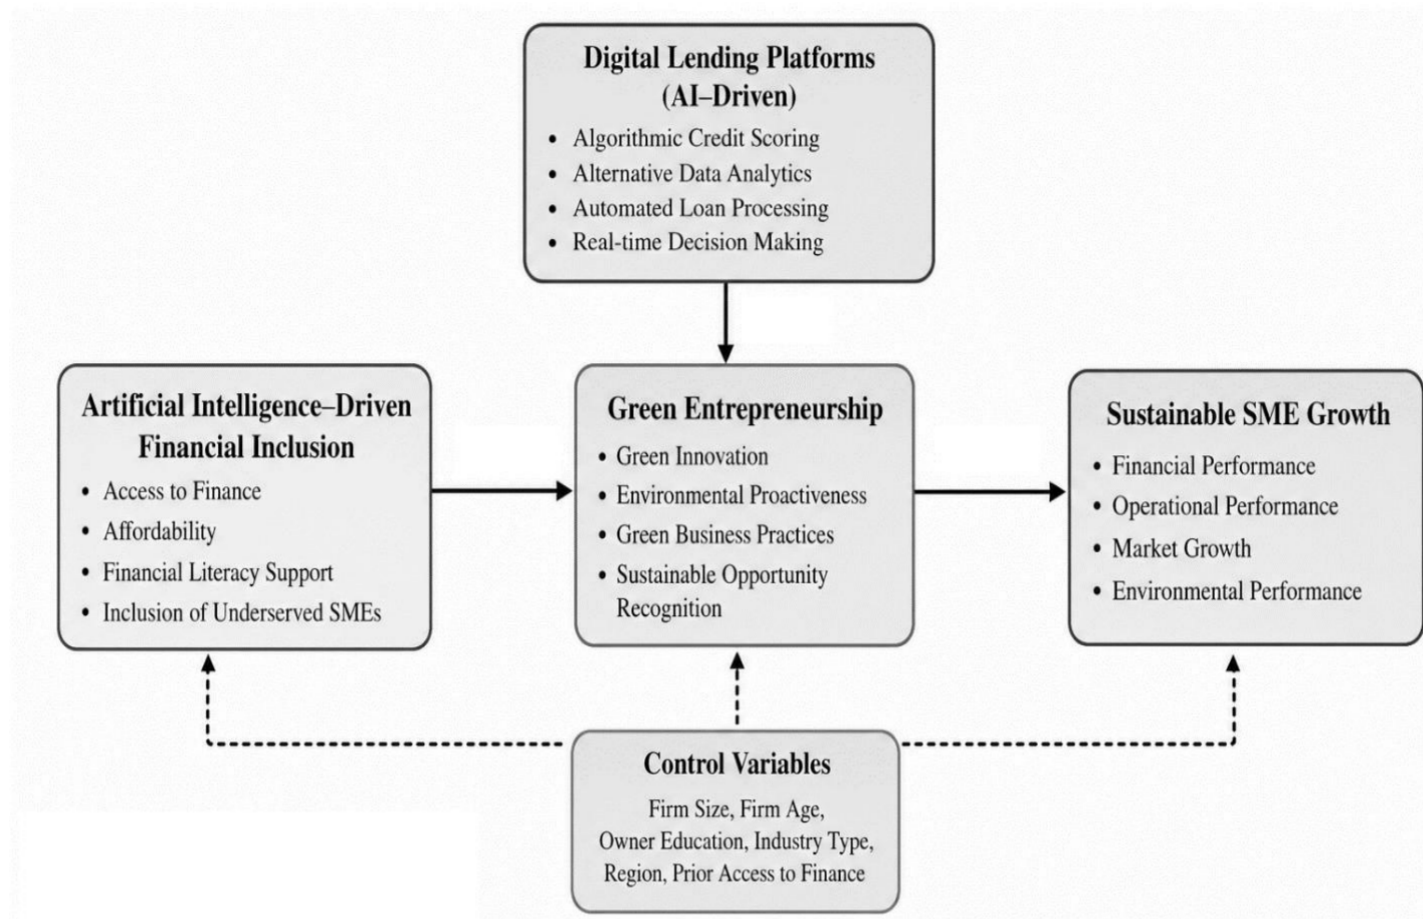 Digital Lending Platforms
(AI–Driven)
• Algorithmic Credit Scoring
• Alternative Data Analytics
• Automated Loan Processing
• Real-time Decision Making
Artificial Intelligence–Driven
Financial Inclusion
• Access to Finance
• Affordability
• Financial Literacy Support
• Inclusion of Underserved SMEs
Green Entrepreneurship
• Green Innovation
• Environmental Proactiveness
• Green Business Practices
• Sustainable Opportunity
Recognition
Sustainable SME Growth
• Financial Performance
• Operational Performance
• Market Growth
• Environmental Performance
Control Variables
Firm Size, Firm Age,
Owner Education, Industry Type,
Region, Prior Access to Finance